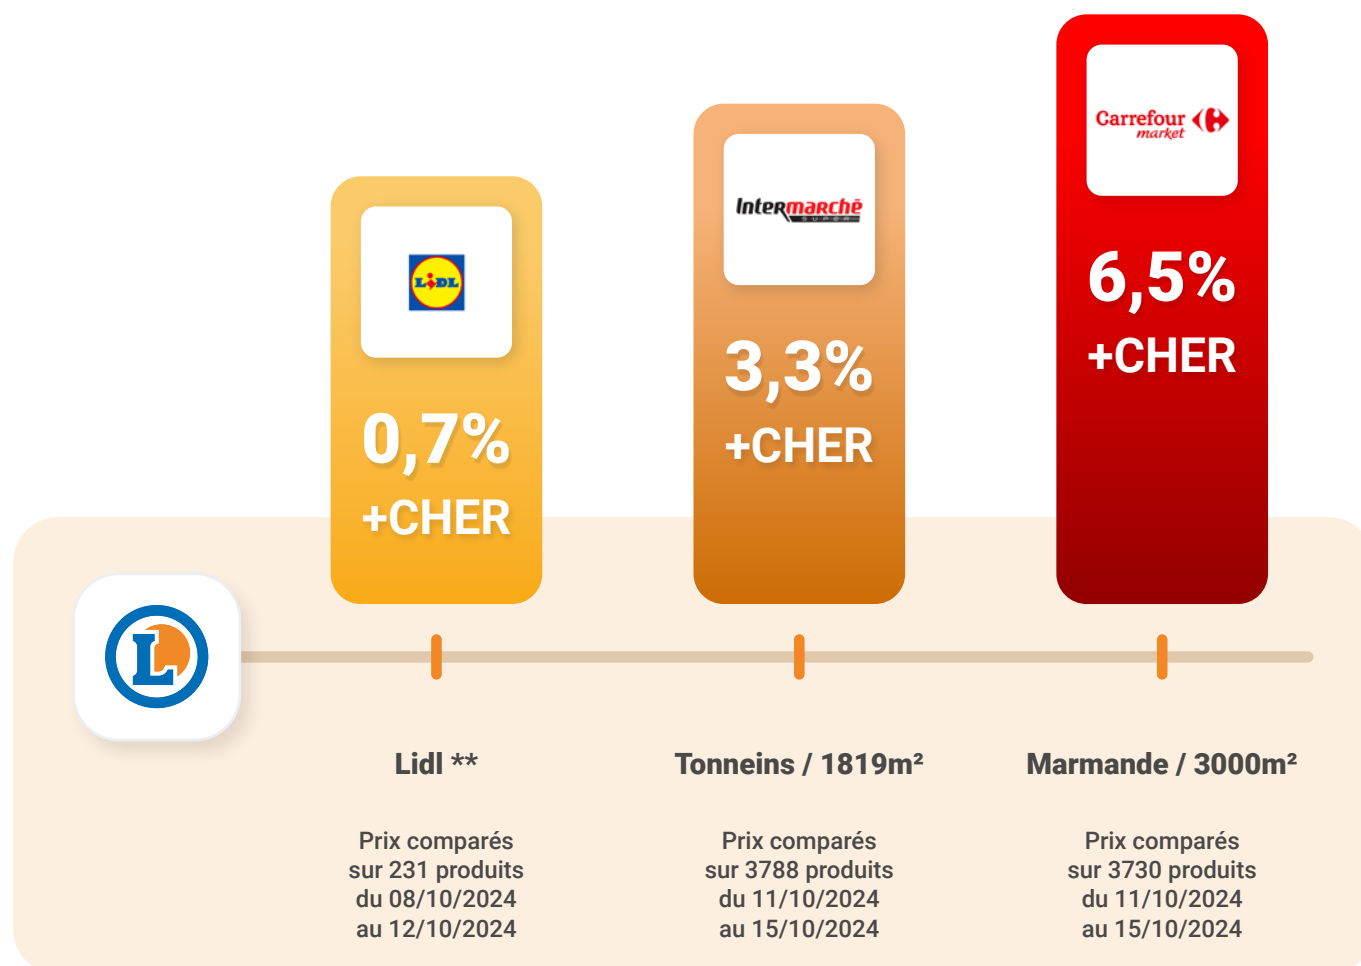 LiDL
0,7%
+CHER
Intermarchē
SUPER
3,3%
+CHER
Carrefour
market
6,5%
+CHER
L
Lidl **
Prix comparés
sur 231 produits
du 08/10/2024
au 12/10/2024
Tonneins / 1819m²
Prix comparés
sur 3788 produits
du 11/10/2024
au 15/10/2024
Marmande / 3000m²
Prix comparés
sur 3730 produits
du 11/10/2024
au 15/10/2024